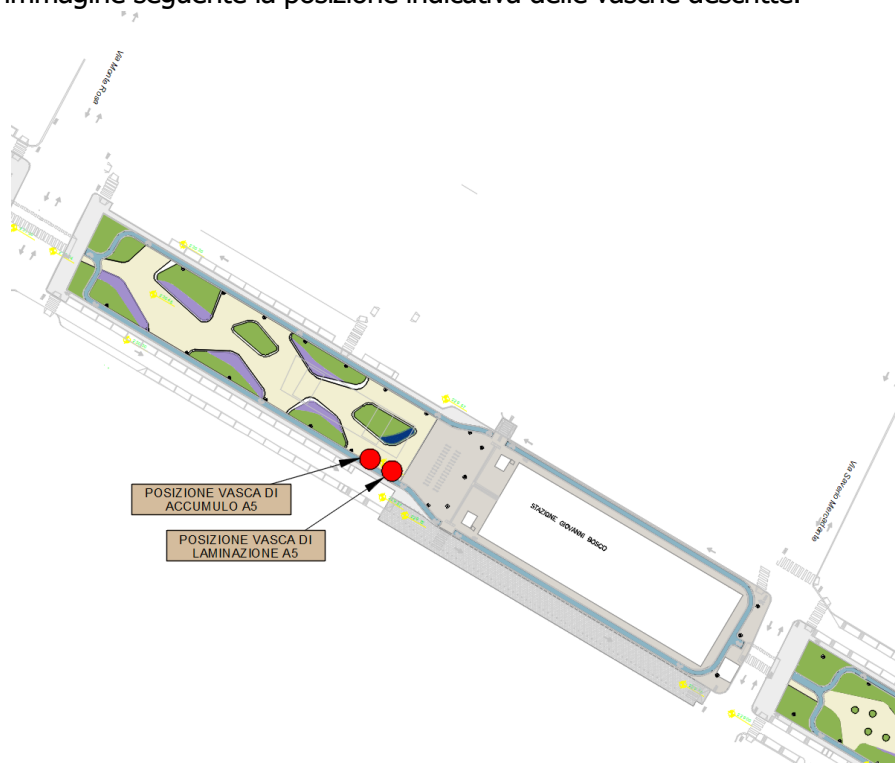 immagine seguente la posizione indicativa delle vasche descritte.
Via Monte Rosa
POSIZIONE VASCA DI
ACCUMULO A5
POSIZIONE VASCA DI
LAMINAZIONE A5
STAZIONE GIOVANNI BOSCO
Via Saverio Mercadante